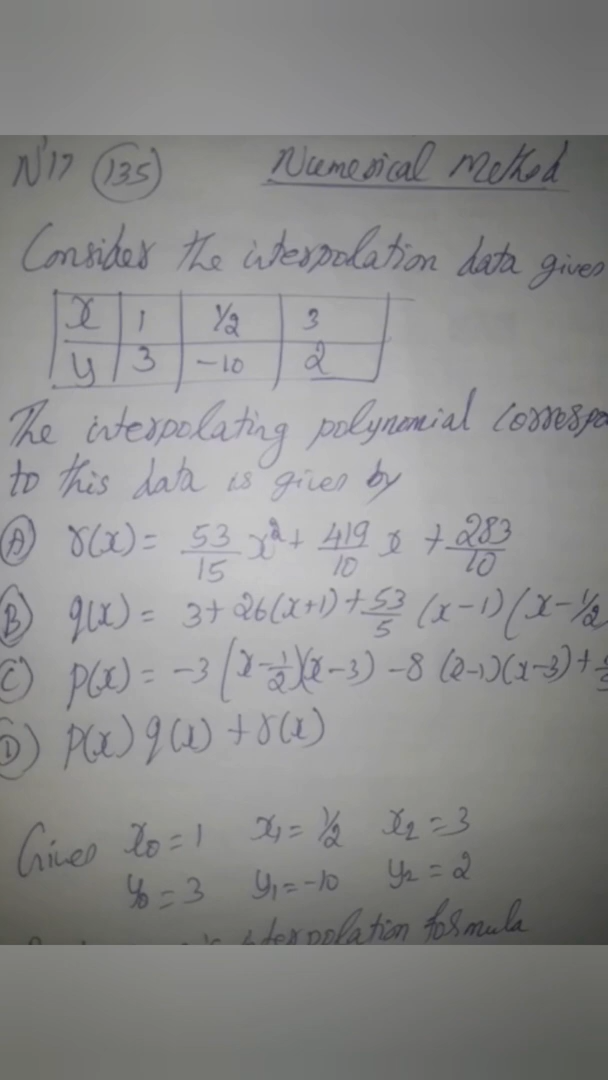 N'17 (135) Numerical Method
Consider the interpolation data given
x 1 1/2 3
y 3 -10 2
The interpolating polynomial corresp
to this data is given by
(A) r(x) = 53/15 x² + 419/10 x + 283/10
(B) q(x) = 3 + 26(x+1) + 53/5 (x-1)(x-1/2
(C) p(x) = -3(x-1/2)(x-3) -8(x-1)(x-3) +
(D) p(x) q(x) + r(x)
Given x₀ = 1 x₁ = 1/2 x₂ = 3
y₀ = 3 y₁ = -10 y₂ = 2
interpolation formula